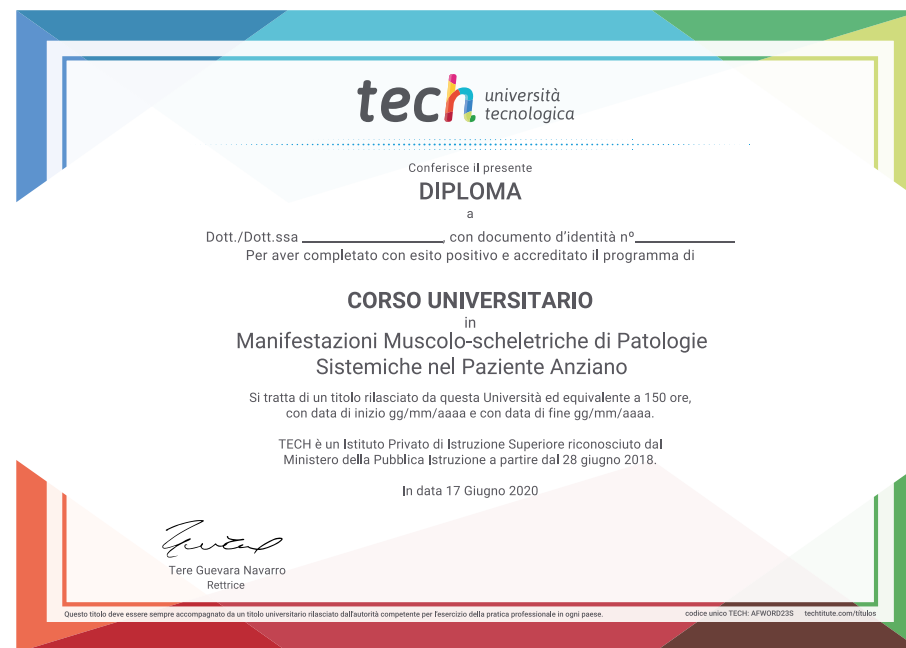 tech università
tecnologica
Conferisce il presente
DIPLOMA
a
Dott./Dott.ssa ____________________, con documento d'identità nº______________
Per aver completato con esito positivo e accreditato il programma di
CORSO UNIVERSITARIO
in
Manifestazioni Muscolo-scheletriche di Patologie
Sistemiche nel Paziente Anziano
Si tratta di un titolo rilasciato da questa Università ed equivalente a 150 ore,
con data di inizio gg/mm/aaaa e con data di fine gg/mm/aaaa.
TECH è un Istituto Privato di Istruzione Superiore riconosciuto dal
Ministero della Pubblica Istruzione a partire dal 28 giugno 2018.
In data 17 Giugno 2020
Tere Guevara Navarro
Rettrice
Questo titolo deve essere sempre accompagnato da un titolo universitario rilasciato dall'autorità competente per l'esercizio della pratica professionale in ogni paese. codice unico TECH: AFWORD23S techtitute.com/titulos